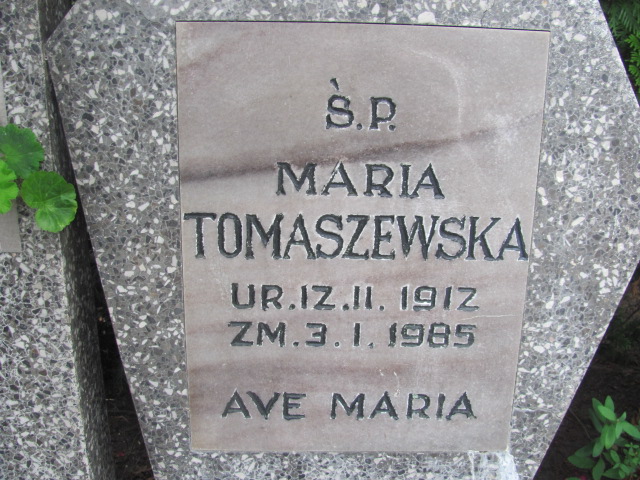 Ś.P.
MARIA
TOMASZEWSKA
UR.12.11.1912
ZM.3.1.1985
AVE MARIA